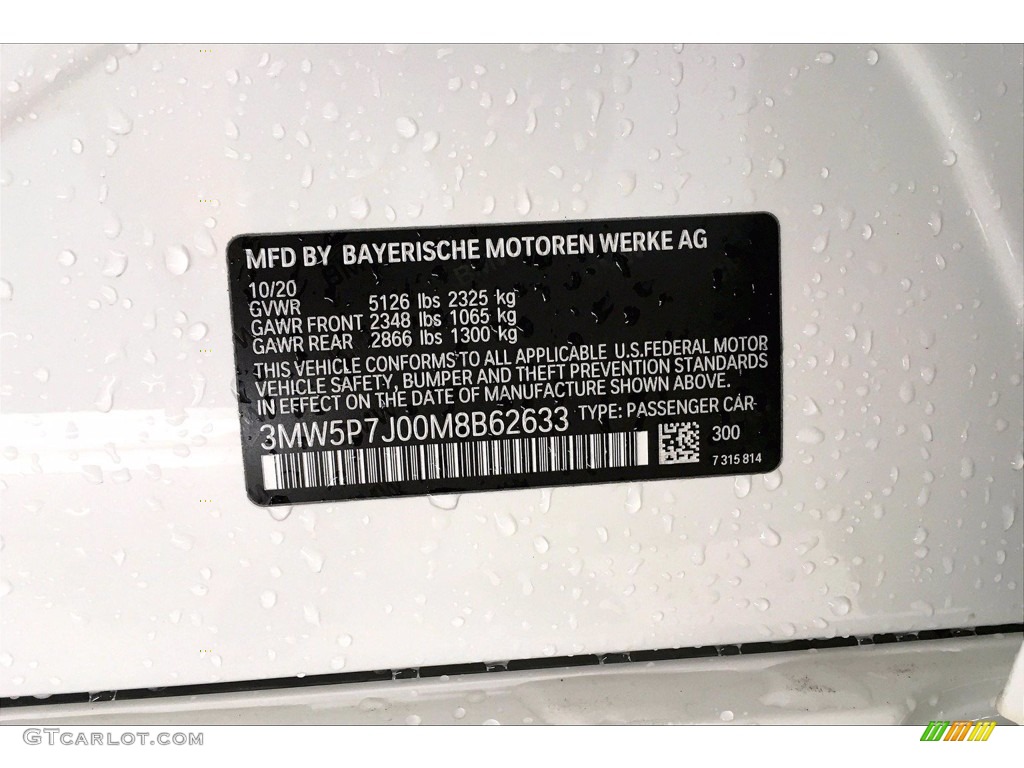 MFD BY BAYERISCHE MOTOREN WERKE AG
10/20
GVWR 5126 lbs 2325 kg
GAWR FRONT 2348 lbs 1065 kg
GAWR REAR 2866 lbs 1300 kg
THIS VEHICLE CONFORMS TO ALL APPLICABLE U.S.FEDERAL MOTOR
VEHICLE SAFETY, BUMPER AND THEFT PREVENTION STANDARDS
IN EFFECT ON THE DATE OF MANUFACTURE SHOWN ABOVE.
3MW5P7J00M8B62633 TYPE: PASSENGER CAR
300
7 315 814
GTCARLOT.COM